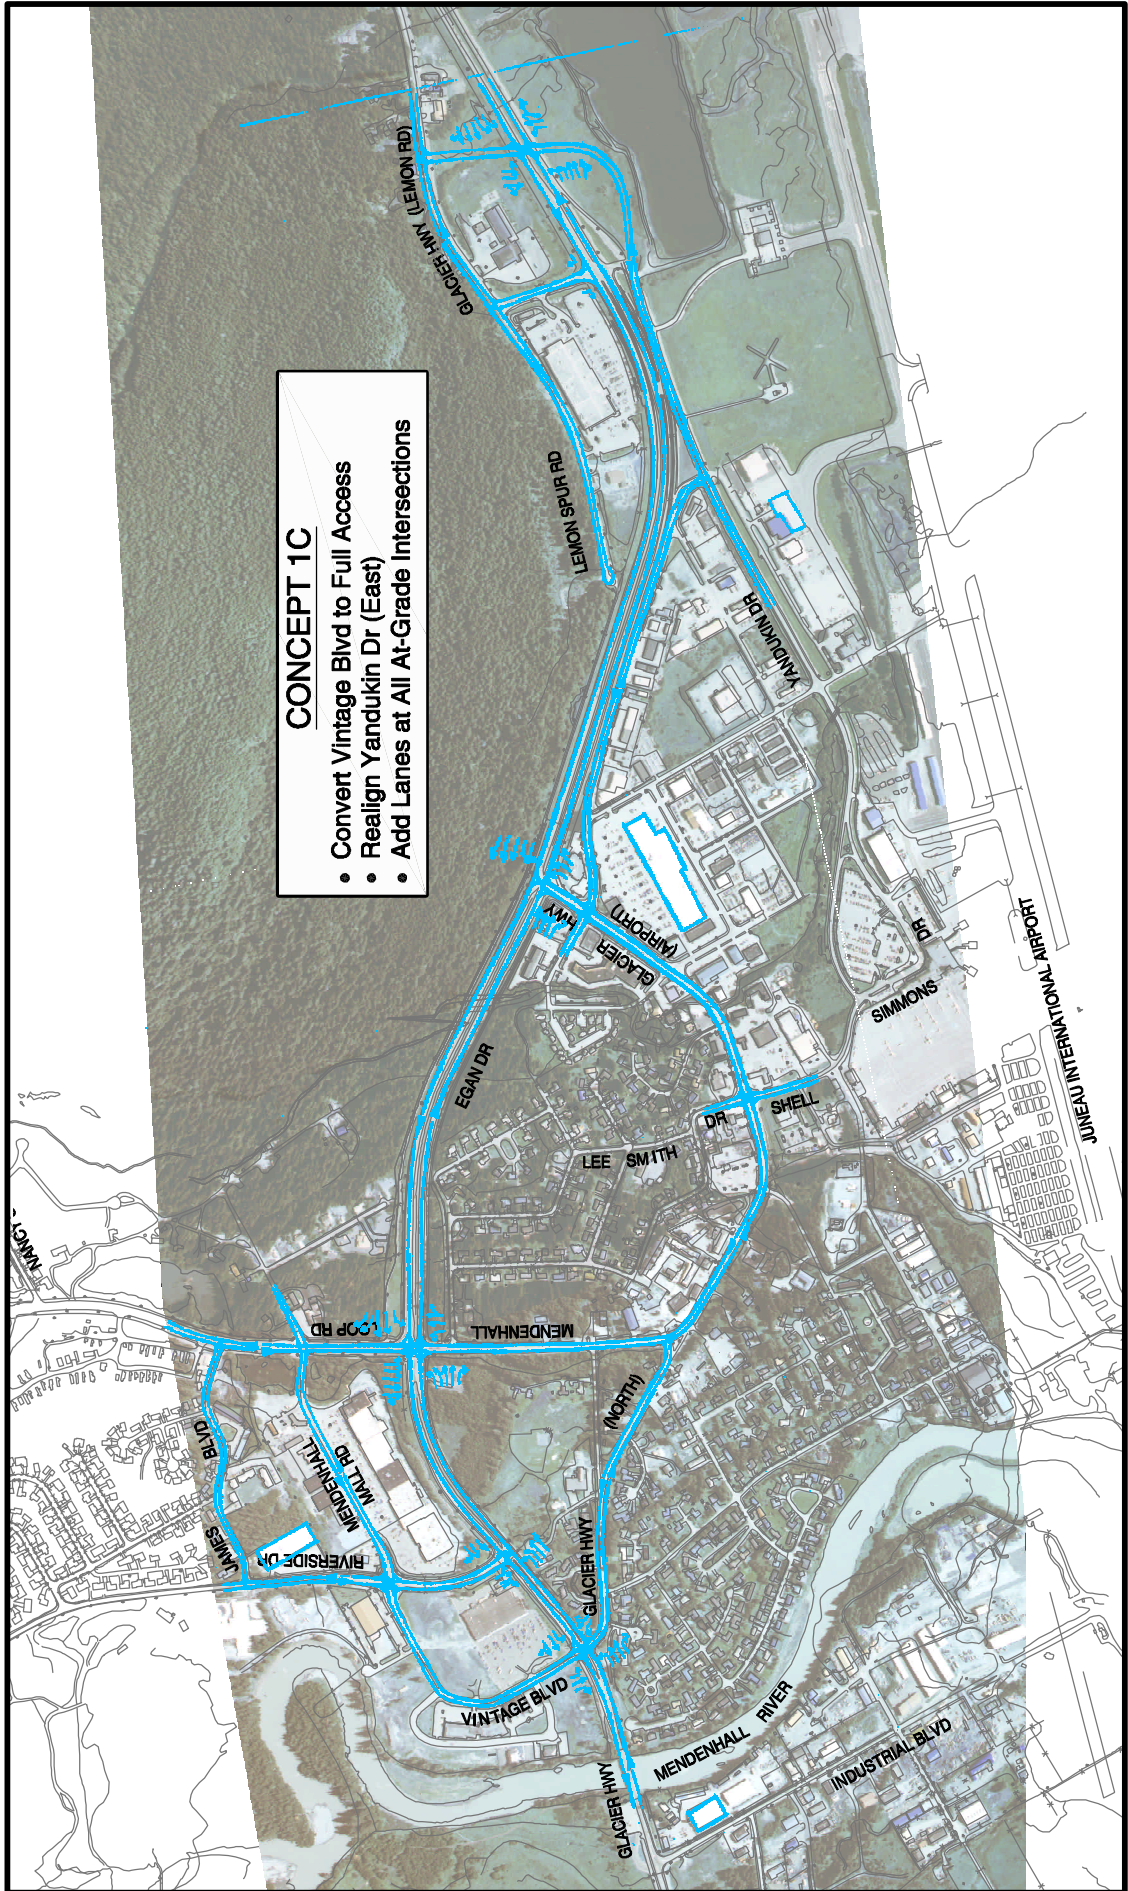 CONCEPT 1C
• Convert Vintage Blvd to Full Access
• Realign Yandukin Dr (East)
• Add Lanes at All At-Grade Intersections
GLACIER HWY (LEMON RD)
LEMON SPUR RD
YANDUKIN DR
GLACIER HWY
(AIRPORT)
EGAN DR
SIMMONS DR
JUNEAU INTERNATIONAL AIRPORT
SHELL
DR
LEE SMITH
NANCY
LOOP RD
MENDENHALL
(NORTH)
GLACIER HWY
JAMES BLVD
MENDENHALL
MALL RD
RIVERSIDE DR
VINTAGE BLVD
GLACIER HWY
MENDENHALL RIVER
INDUSTRIAL BLVD